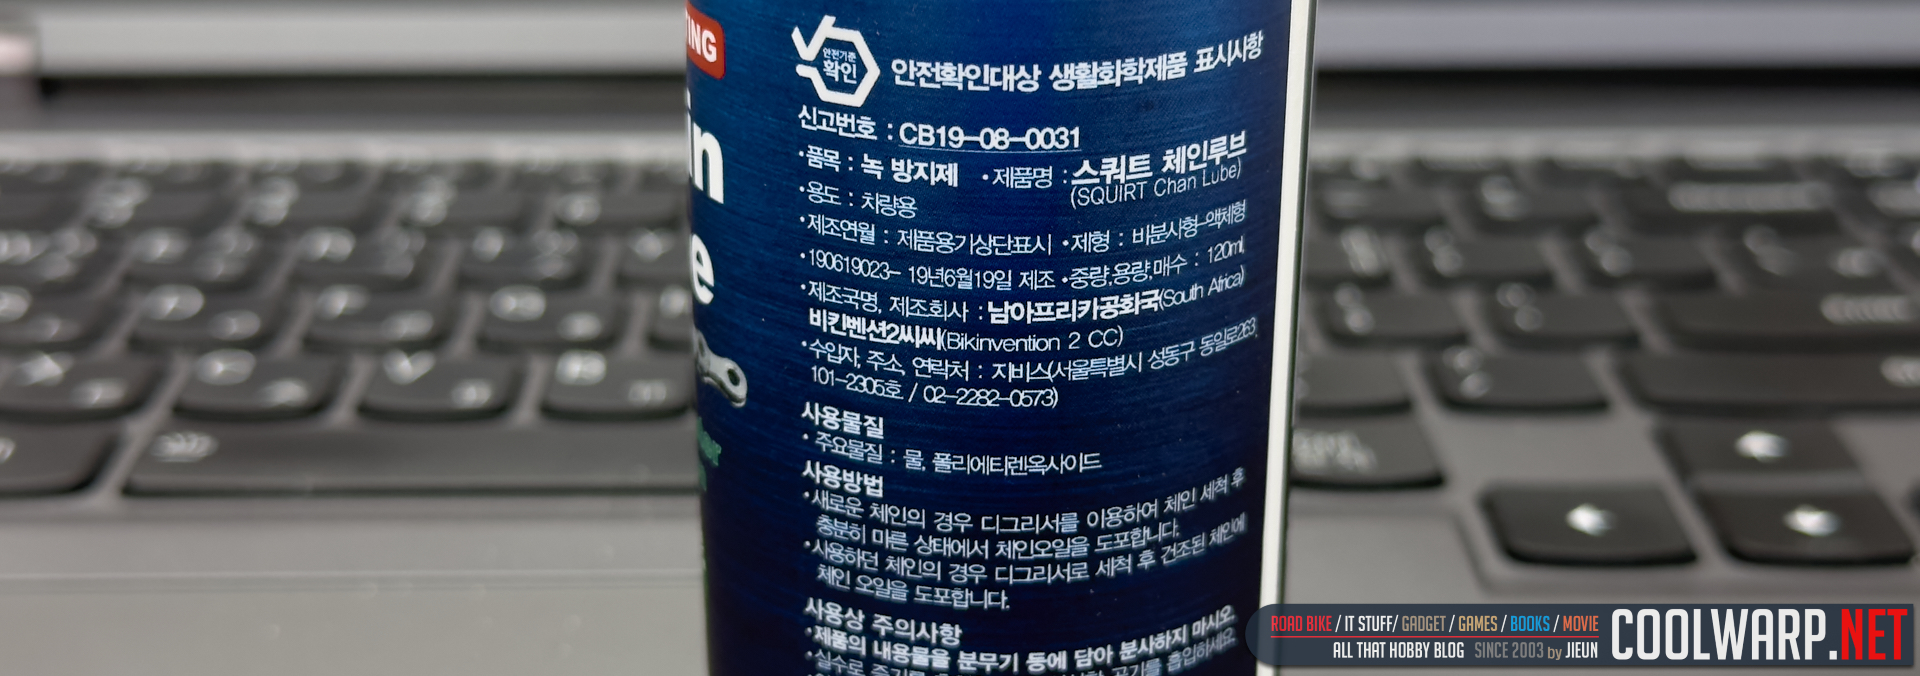 ING
in
e
안전기준
확인
안전확인대상 생활화학제품 표시사항
신고번호 : CB19-08-0031
·품목 : 녹 방지제 ·제품명 : 스쿼트 체인루브
(SQUIRT Chan Lube)
·용도 : 차량용
·제조연월 : 제품용기상단표시 ·제형 : 비분사형-액체형
·190619023- 19년6월19일 제조 ·중량,용량,매수 : 120ml,
·제조국명, 제조회사 : 남아프리카공화국(South Africa)
비킨벤션2씨씨(Bikinvention 2 CC)
·수입자, 주소, 연락처 : 지비스(서울특별시 성동구 동일로263,
101-2305호 / 02-2282-0573)
사용물질
·주요물질 : 물, 폴리에티렌옥사이드
사용방법
·새로운 체인의 경우 디그리서를 이용하여 체인 세척 후
충분히 마른 상태에서 체인오일을 도포합니다.
·사용하던 체인의 경우 디그리서로 세척 후 건조된 체인에
체인 오일을 도포합니다.
사용상 주의사항
·제품의 내용물을 분무기 등에 담아 분사하지 마시오.
·실수로 공기를 흡입하세요.
ROAD BIKE / IT STUFF/ GADGET / GAMES / BOOKS / MOVIE
ALL THAT HOBBY BLOG SINCE 2003 by JIEUN
COOLWARP.NET